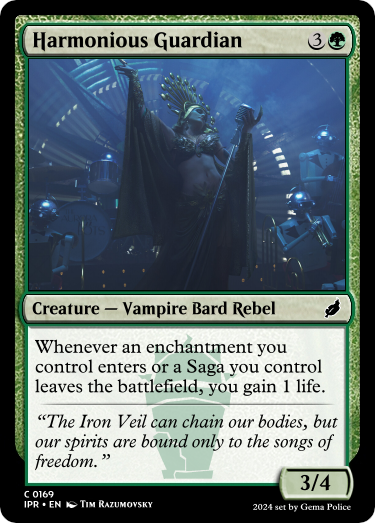 Harmonious Guardian 3
Creature — Vampire Bard Rebel
Whenever an enchantment you
control enters or a Saga you control
leaves the battlefield, you gain 1 life.
“The Iron Veil can chain our bodies, but
our spirits are bound only to the songs of
freedom.”
3/4
C 0169
IPR • EN Tim Razumovsky
2024 set by Gema Police